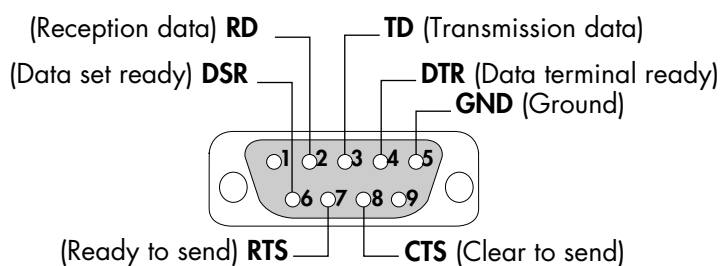 (Reception data) RD
TD (Transmission data)
(Data set ready) DSR
DTR (Data terminal ready)
GND (Ground)
1 2 3 4 5
6 7 8 9
(Ready to send) RTS
CTS (Clear to send)